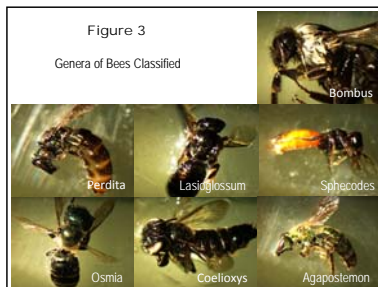 Figure 3
Genera of Bees Classified
Bombus
Perdita
Lasioglossum
Sphecodes
Osmia
Coelioxys
Agapostemon